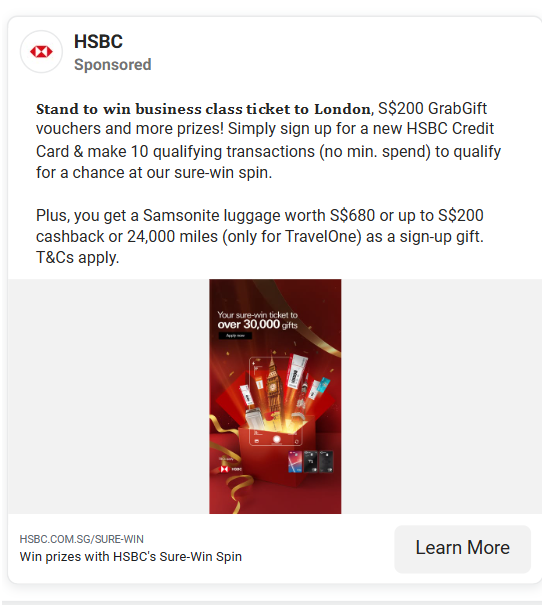 HSBC
Sponsored
Stand to win business class ticket to London, S$200 GrabGift
vouchers and more prizes! Simply sign up for a new HSBC Credit
Card & make 10 qualifying transactions (no min. spend) to qualify
for a chance at our sure-win spin.
Plus, you get a Samsonite luggage worth S$680 or up to S$200
cashback or 24,000 miles (only for TravelOne) as a sign-up gift.
T&Cs apply.
Your sure-win ticket to
over 30,000 gifts
Apply now
HSBC
HSBC.COM.SG/SURE-WIN
Win prizes with HSBC's Sure-Win Spin
Learn More